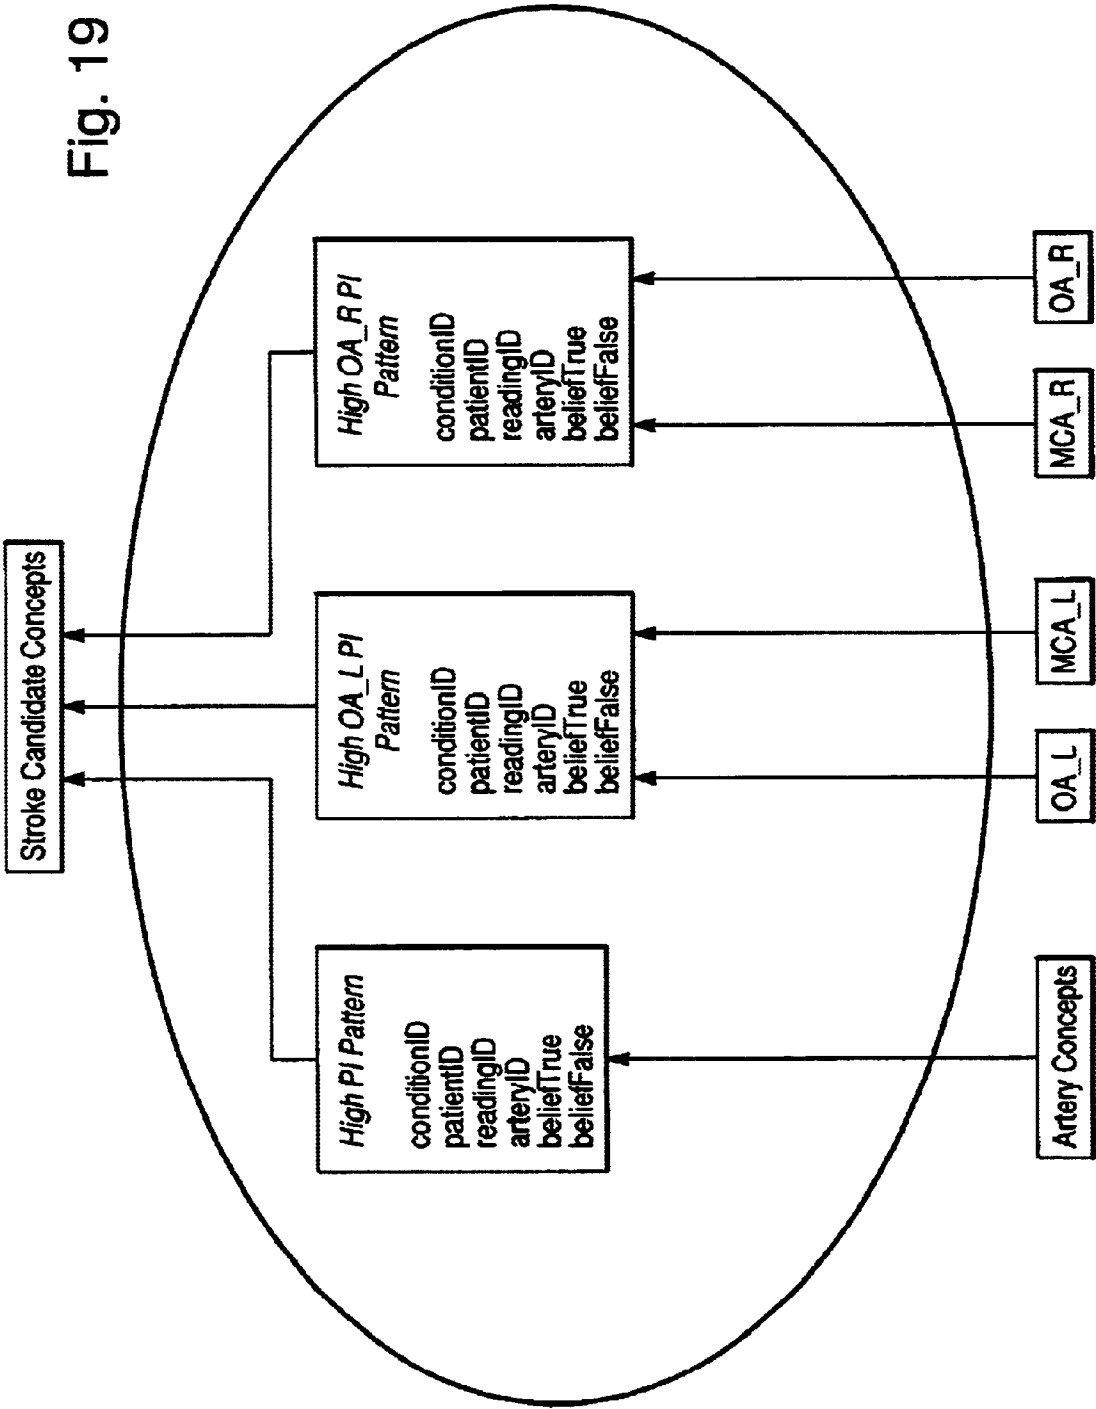 Fig. 19
Stroke Candidate Concepts
High PI Pattern
conditionID
patientID
readingID
arteryID
beliefTrue
beliefFalse
High OA_L PI
Pattern
conditionID
patientID
readingID
arteryID
beliefTrue
beliefFalse
High OA_R PI
Pattern
conditionID
patientID
readingID
arteryID
beliefTrue
beliefFalse
Artery Concepts
OA_L
MCA_L
MCA_R
OA_R